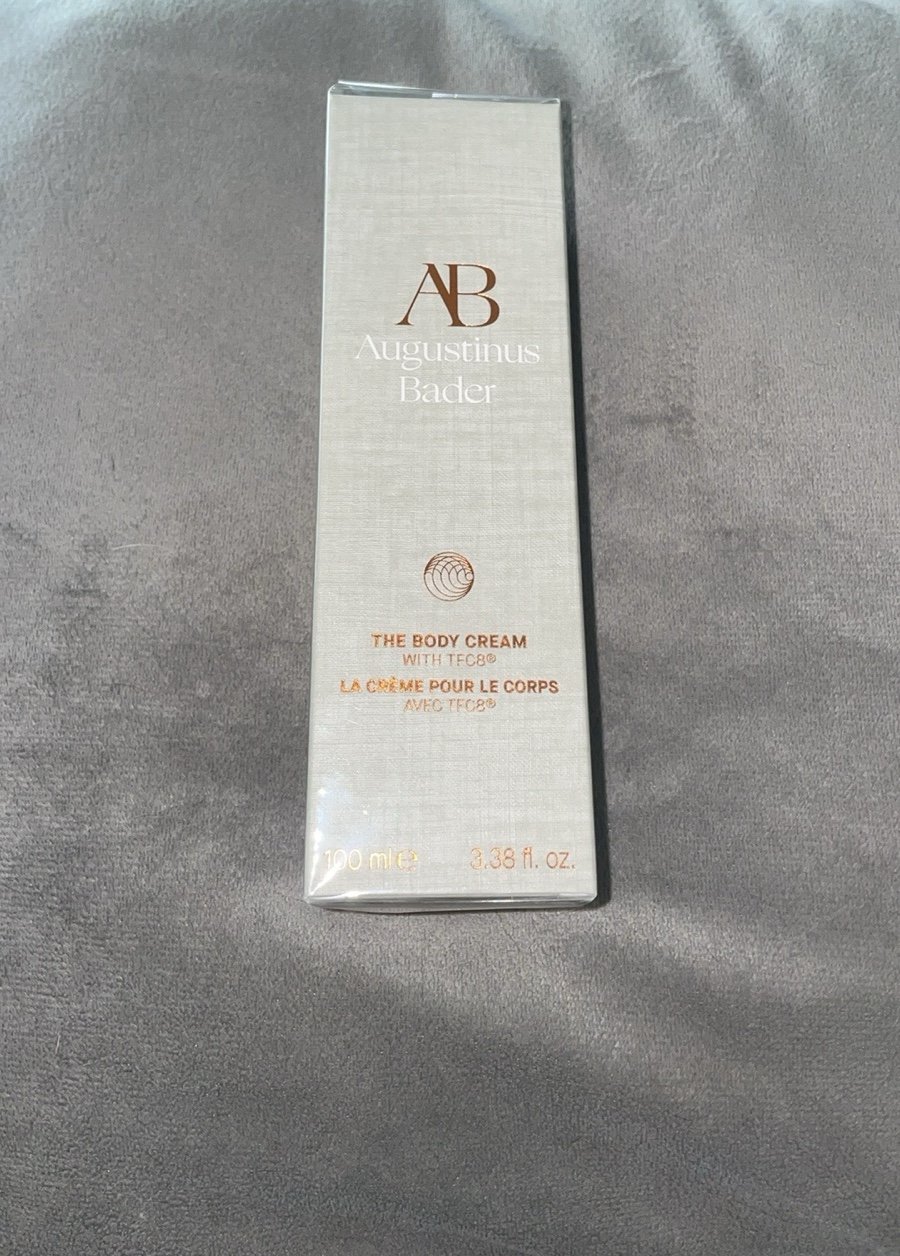 AB
Augustinus
Bader
THE BODY CREAM
WITH TFC8®
LA CRÈME POUR LE CORPS
AVEC TFC8®
100 ml ℮ 3.38 fl. oz.